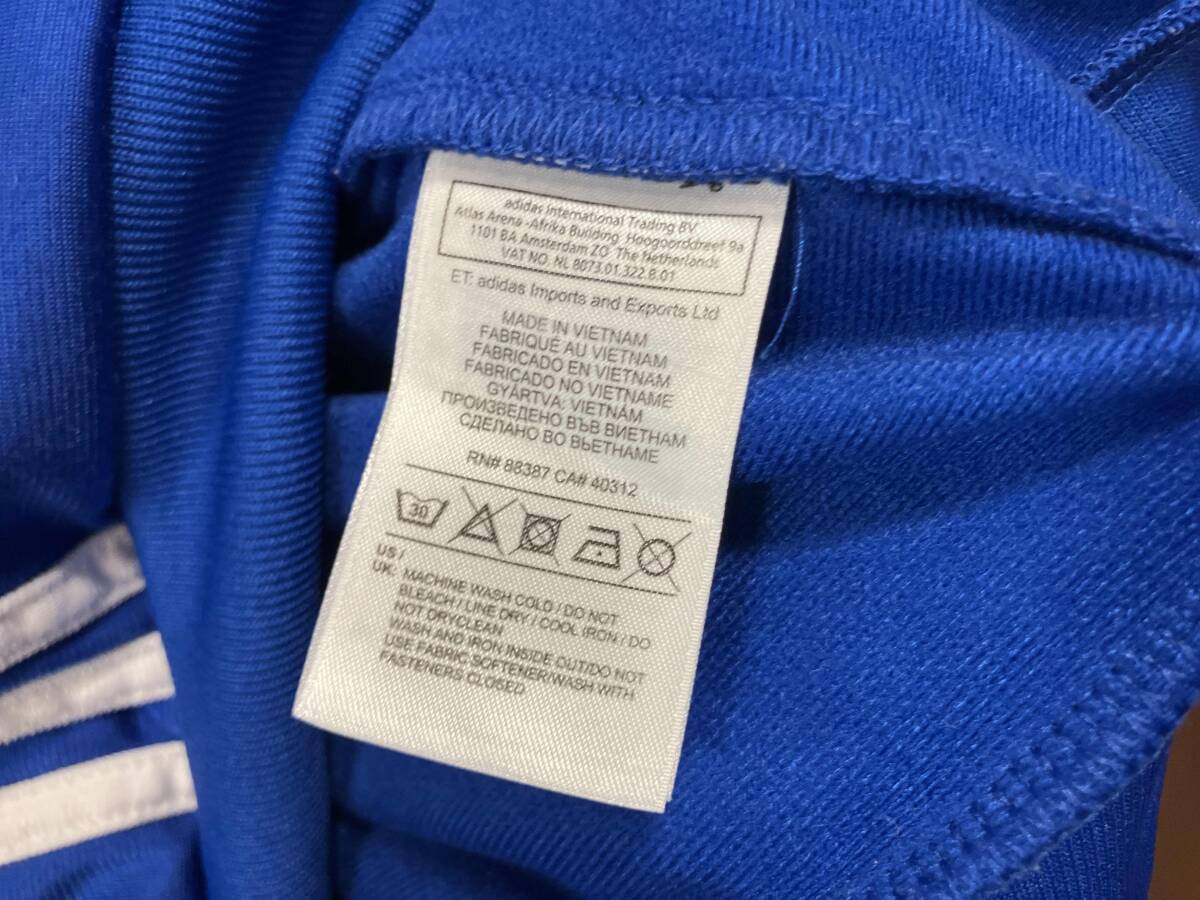 adidas International Trading BV
Atlas Arena -Afrika Building Hoogoorddreef 9a
1101 BA Amsterdam ZO The Netherlands
VAT NO. NL 8073.01.322.B.01
ET: adidas Imports and Exports Ltd
MADE IN VIETNAM
FABRIQUÉ AU VIETNAM
FABRICADO EN VIETNAM
FABRICADO NO VIETNAME
GYÁRTVA: VIETNÁM
ПРОИЗВЕДЕНО ВЪВ ВИЕТНАМ
СДЕЛАНО ВО ВЬЕТНАМЕ
RN# 88387 CA# 40312
30
US /
UK: MACHINE WASH COLD / DO NOT
BLEACH / LINE DRY / COOL IRON / DO
NOT DRYCLEAN
WASH AND IRON INSIDE OUT/DO NOT
USE FABRIC SOFTENER/WASH WITH
FASTENERS CLOSED